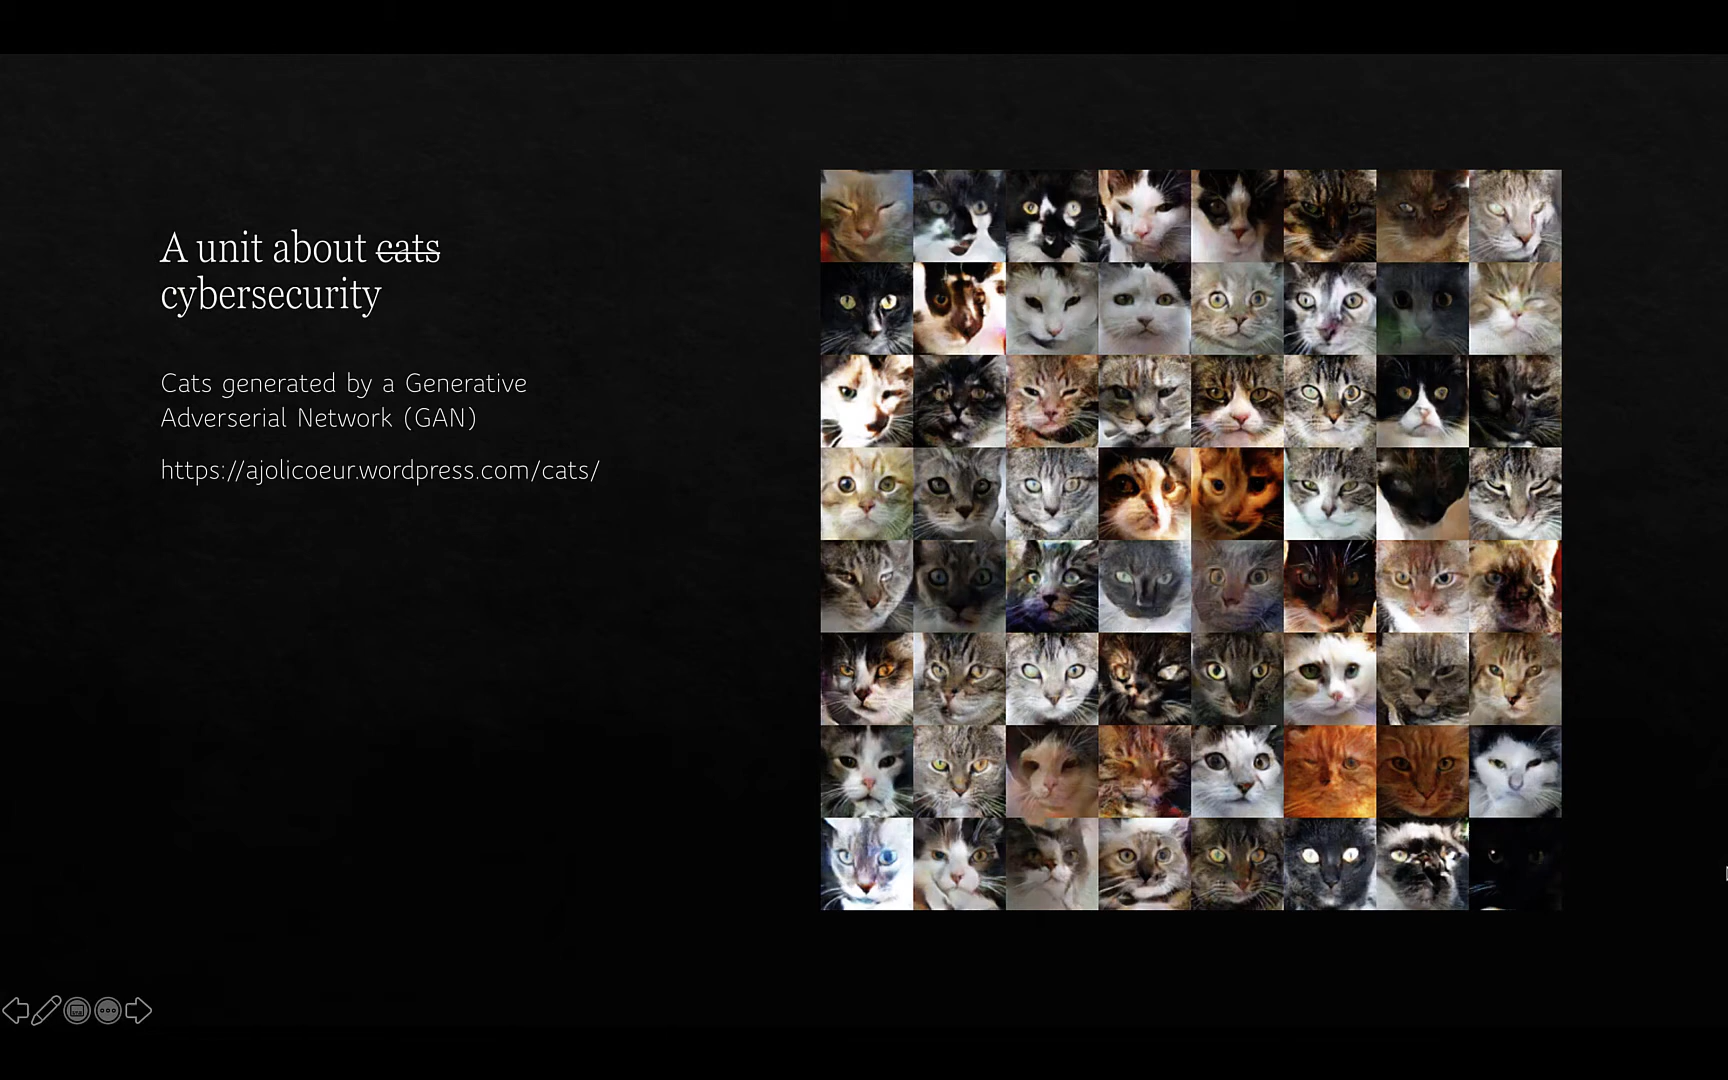 A unit about cats
cybersecurity
Cats generated by a Generative
Adverserial Network (GAN)
https://ajolicoeur.wordpress.com/cats/